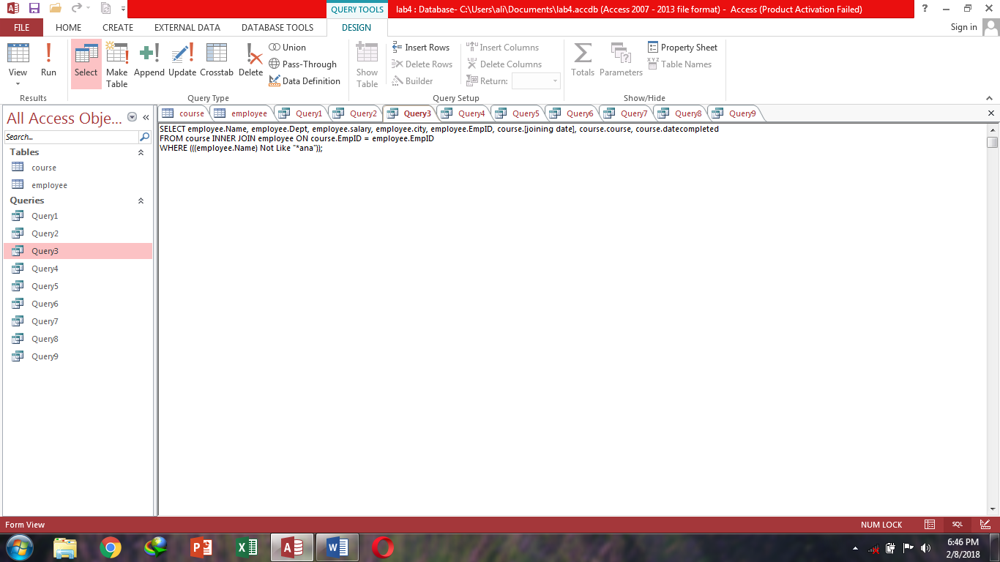 QUERY TOOLS
lab4 : Database- C:\Users\ali\Documents\lab4.accdb (Access 2007 - 2013 file format) - Access (Product Activation Failed)
?
FILE HOME CREATE EXTERNAL DATA DATABASE TOOLS DESIGN
Sign in
View
Run
Results
Select
Make Table
Append
Update
Crosstab
Delete
Union
Pass-Through
Data Definition
Query Type
Show Table
Insert Rows
Delete Rows
Builder
Insert Columns
Delete Columns
Return:
Query Setup
Totals
Parameters
Property Sheet
Table Names
Show/Hide
All Access Obje...
Search...
Tables
course
employee
Queries
Query1
Query2
Query3
Query4
Query5
Query6
Query7
Query8
Query9
course employee Query1 Query2 Query3 Query4 Query5 Query6 Query7 Query8 Query9
SELECT employee.Name, employee.Dept, employee.salary, employee.city, employee.EmpID, course.[joining date], course.course, course.datecompleted
FROM course INNER JOIN employee ON course.EmpID = employee.EmpID
WHERE (((employee.Name) Not Like "*ana"));
Form View
NUM LOCK
SQL
6:46 PM
2/8/2018